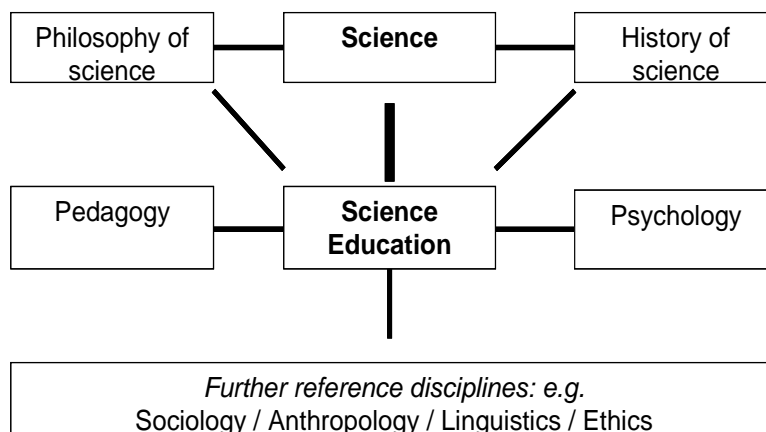 Philosophy of
science
Science
History of
science
Pedagogy
Science
Education
Psychology
Further reference disciplines: e.g.
Sociology / Anthropology / Linguistics / Ethics